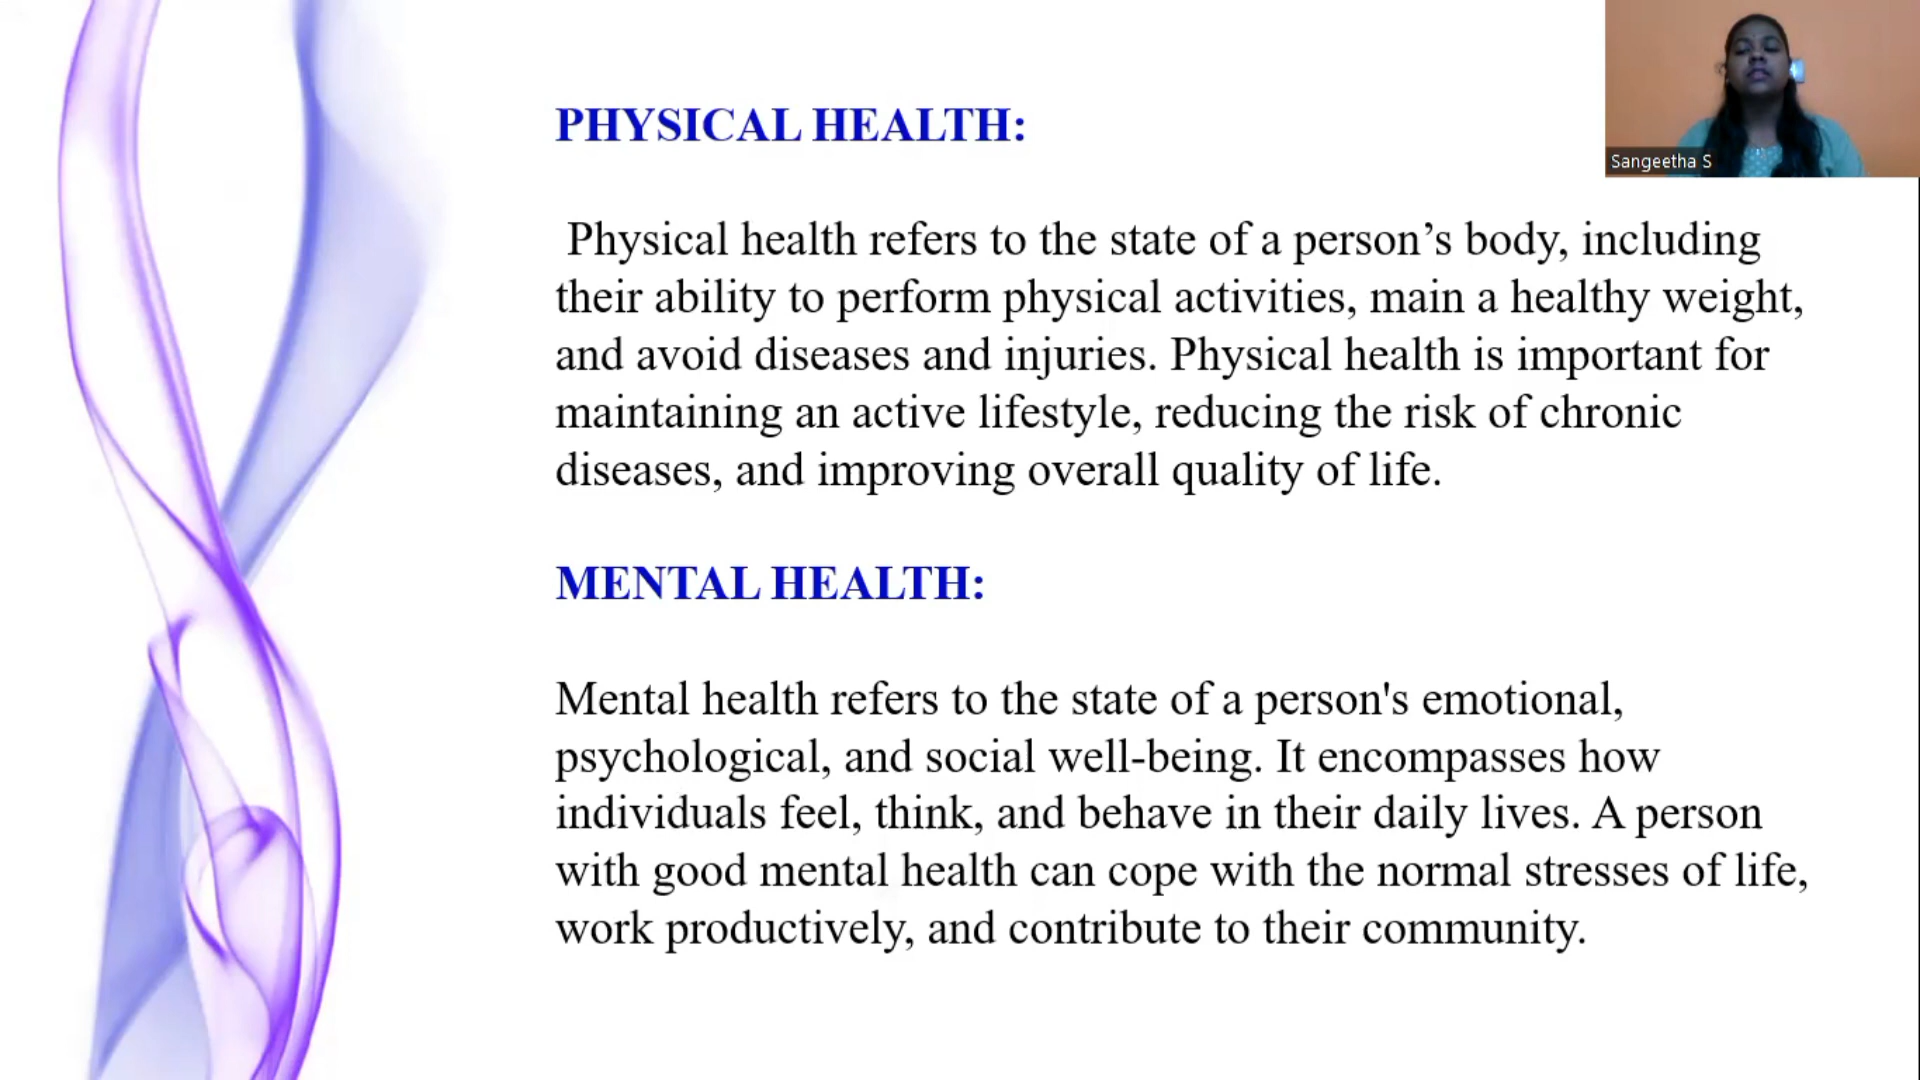 PHYSICAL HEALTH:
Physical health refers to the state of a person’s body, including
their ability to perform physical activities, main a healthy weight,
and avoid diseases and injuries. Physical health is important for
maintaining an active lifestyle, reducing the risk of chronic
diseases, and improving overall quality of life.
MENTAL HEALTH:
Mental health refers to the state of a person's emotional,
psychological, and social well-being. It encompasses how
individuals feel, think, and behave in their daily lives. A person
with good mental health can cope with the normal stresses of life,
work productively, and contribute to their community.
Sangeetha S